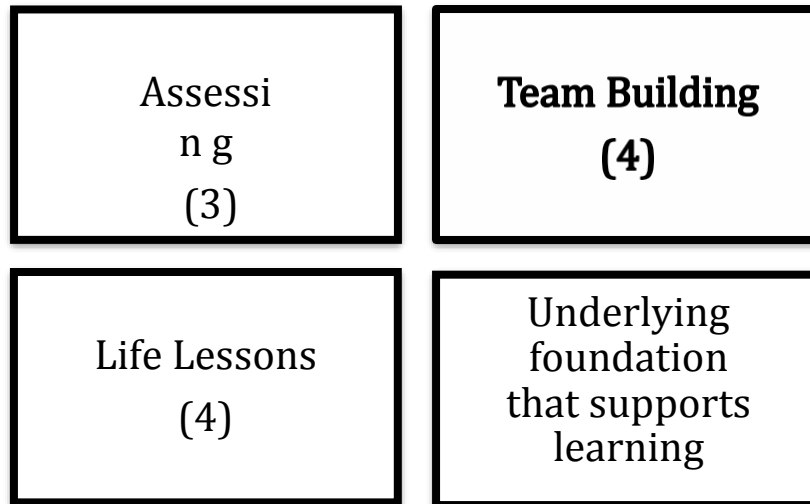 Assessi
n g
(3)
Team Building
(4)
Life Lessons
(4)
Underlying
foundation
that supports
learning